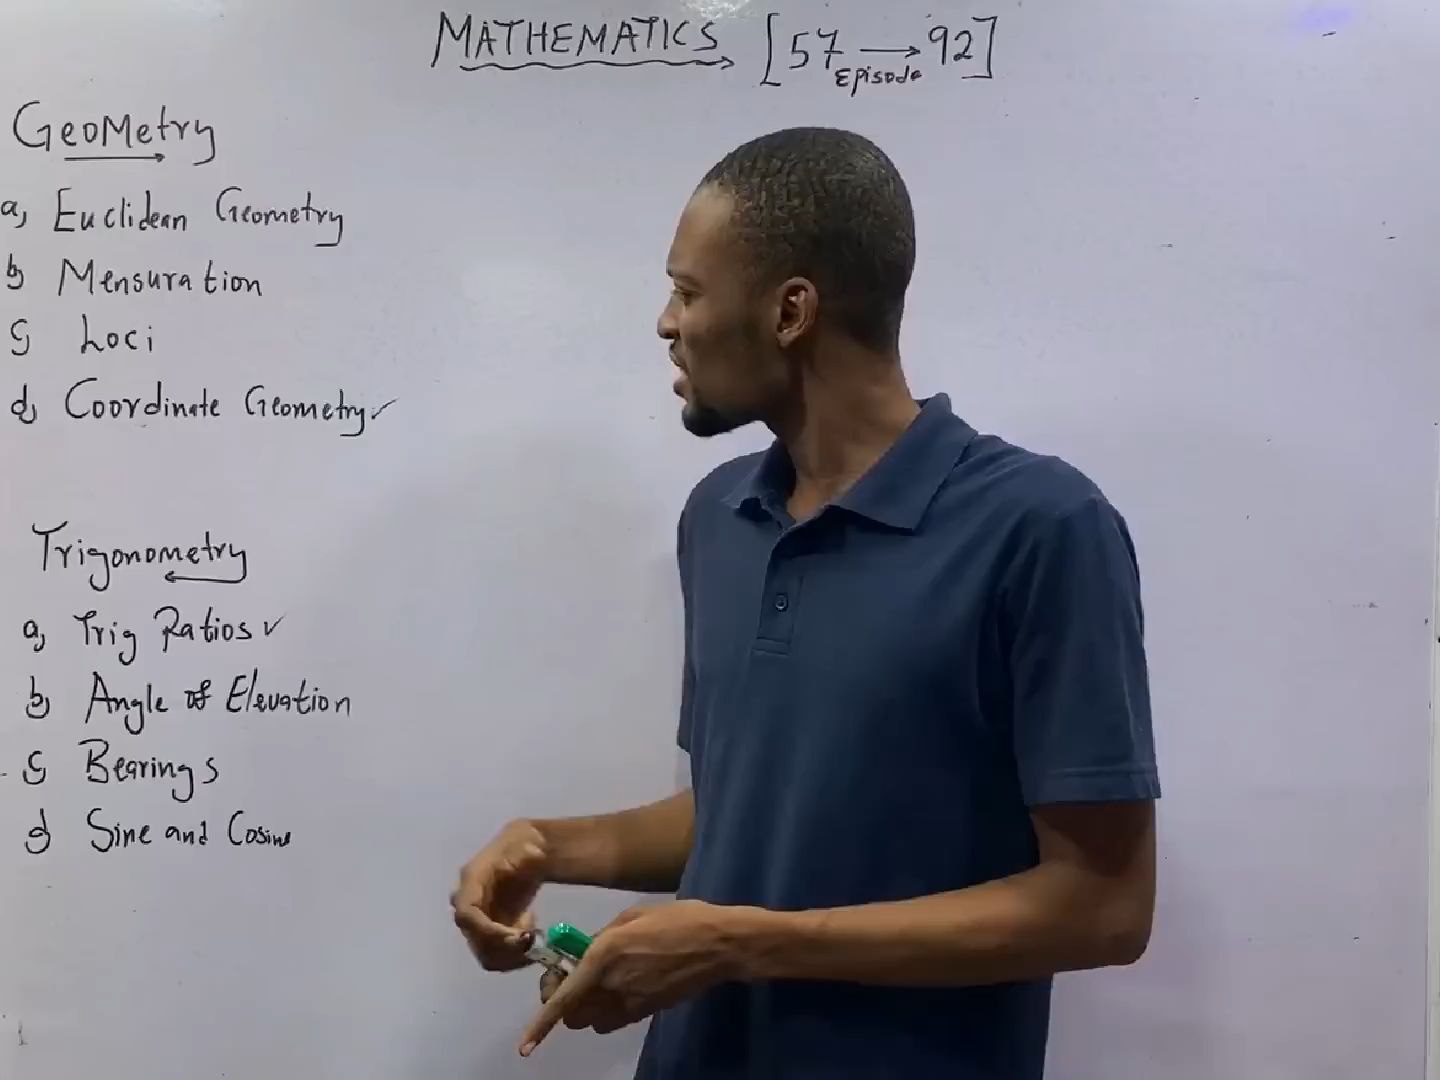 MATHEMATICS [57 → 92]
Episode
GeoMetry
a, Euclidean Geometry
b, Mensuration
c, Loci
d, Coordinate Geometry ✓
Trigonometry
a, Trig Ratios ✓
b, Angle of Elevation
c, Bearings
d, Sine and Cosine